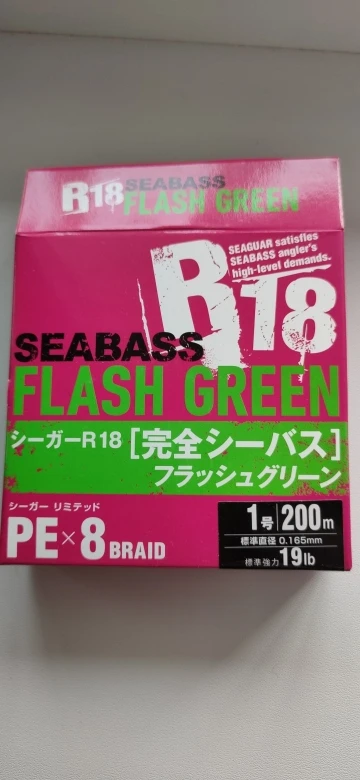 R18 SEABASS
FLASH GREEN
SEAGUAR satisfies
SEABASS angler's
high-level demands.
R18
SEABASS
FLASH GREEN
シーガーR18［完全シーバス］
フラッシュグリーン
シーガー リミテッド
PE×8 BRAID
1号 200m
標準直径 0.165mm
標準強力 19lb